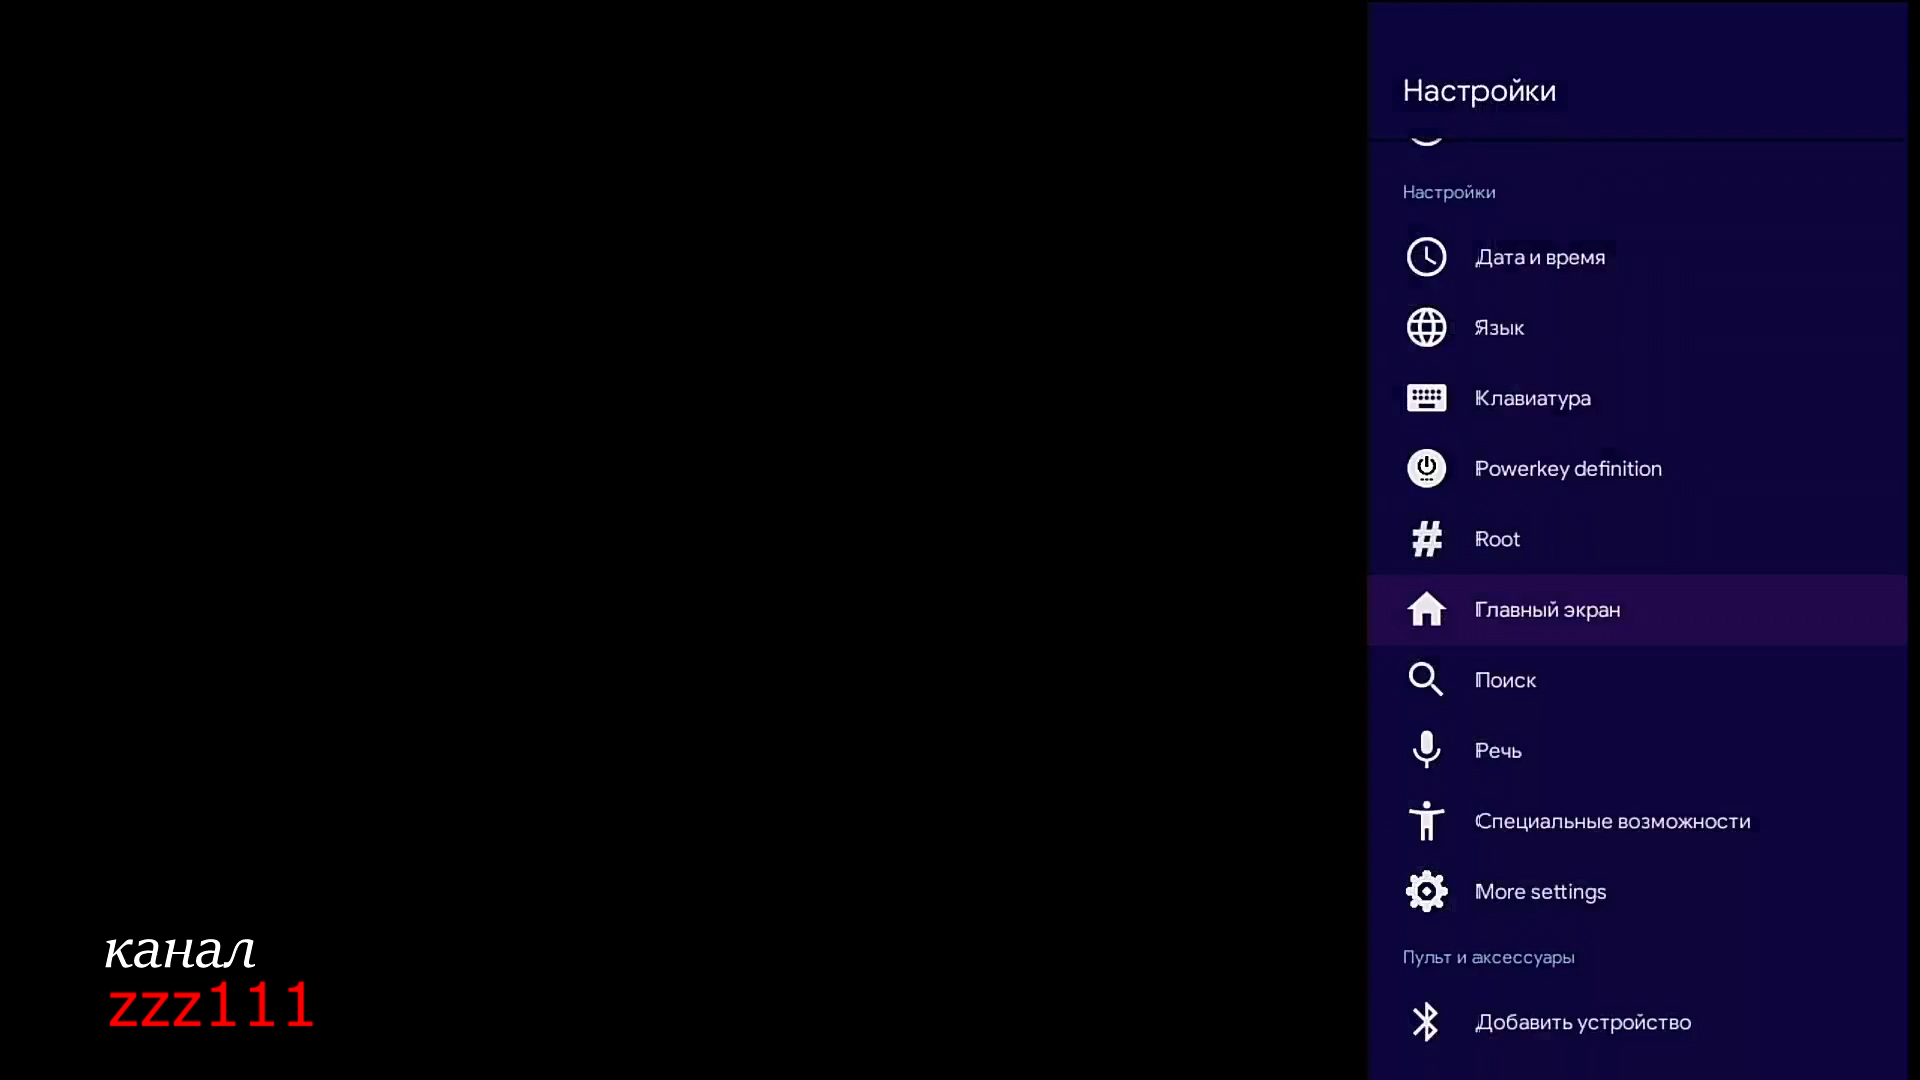 Настройки
Настройки
Дата и время
Язык
Клавиатура
Powerkey definition
Root
Главный экран
Поиск
Речь
Специальные возможности
More settings
Пульт и аксессуары
Добавить устройство
канал
zzz111